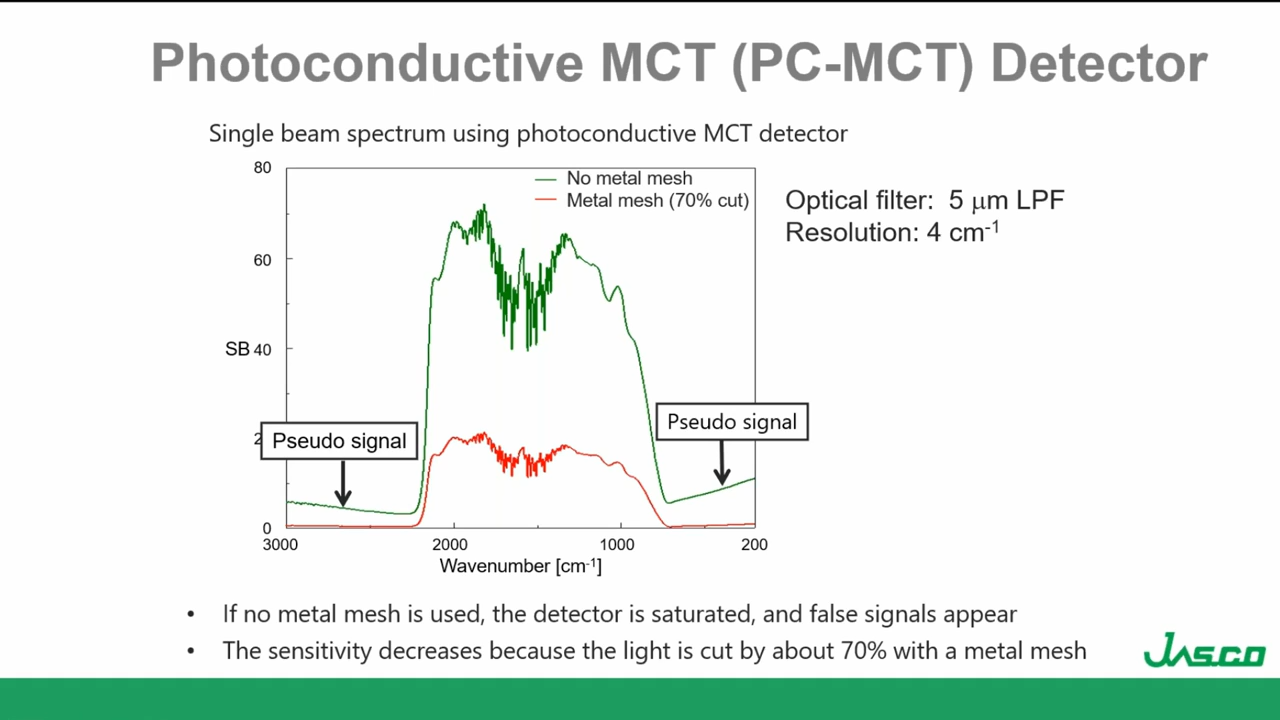 Photoconductive MCT (PC-MCT) Detector
Single beam spectrum using photoconductive MCT detector
80
No metal mesh
Metal mesh (70% cut)
Optical filter: 5 μm LPF
Resolution: 4 cm-1
60
SB 40
2
Pseudo signal
Pseudo signal
0
3000 2000 1000 200
Wavenumber [cm-1]
• If no metal mesh is used, the detector is saturated, and false signals appear
• The sensitivity decreases because the light is cut by about 70% with a metal mesh
JASCO